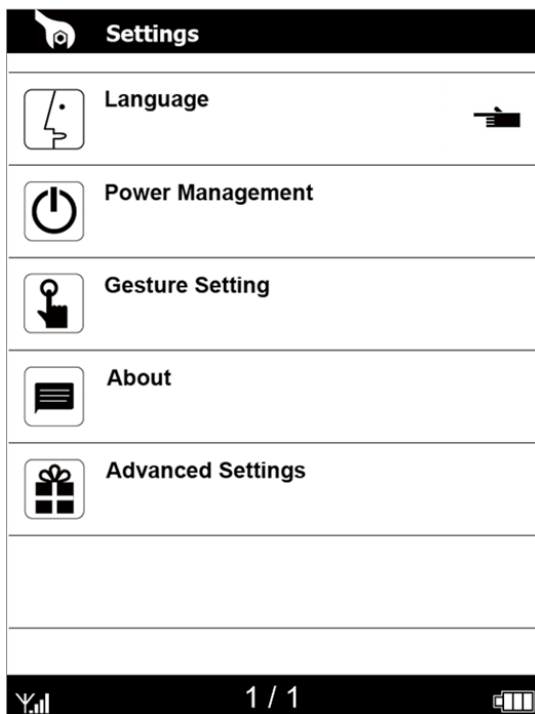 Settings
Language
Power Management
Gesture Setting
About
Advanced Settings
1 / 1